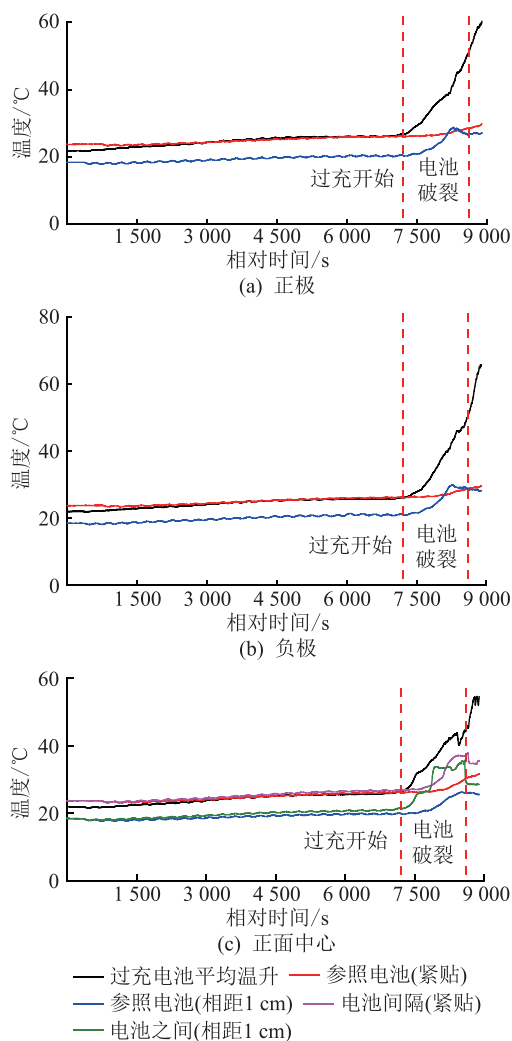 60
40
20
0
温度/℃
过充开始
电池
破裂
1 500 3 000 4 500 6 000 7 500 9 000
相对时间/s
(a) 正极
80
60
40
20
0
温度/℃
过充开始
电池
破裂
1 500 3 000 4 500 6 000 7 500 9 000
相对时间/s
(b) 负极
60
40
20
0
温度/℃
过充开始
电池
破裂
1 500 3 000 4 500 6 000 7 500 9 000
相对时间/s
(c) 正面中心
过充电池平均温升 参照电池(紧贴)
参照电池(相距1 cm) 电池间隔(紧贴)
电池之间(相距1 cm)